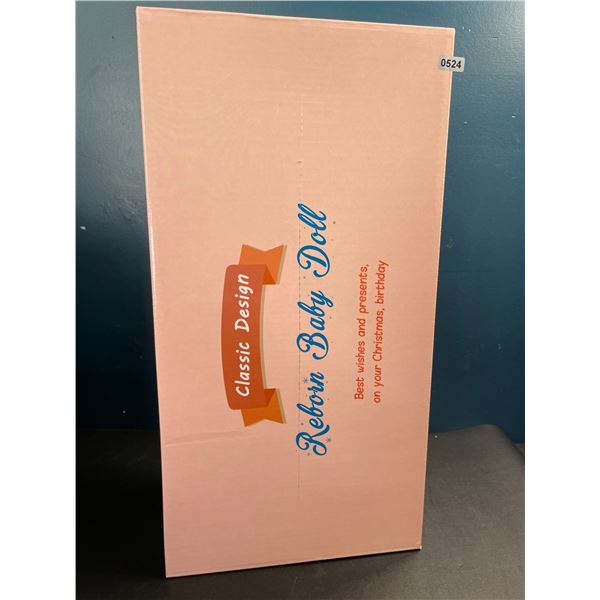 0524
Classic Design
Reborn Baby Doll
Best wishes and presents,
on your Christmas, birthday